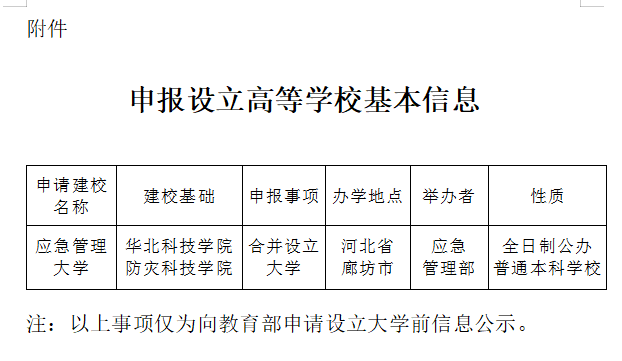 附件
申报设立高等学校基本信息
申请建校名称 建校基础 申报事项 办学地点 举办者 性质
应急管理大学 华北科技学院防灾科技学院 合并设立大学 河北省廊坊市 应急管理部 全日制公办普通本科学校
注：以上事项仅为向教育部申请设立大学前信息公示。